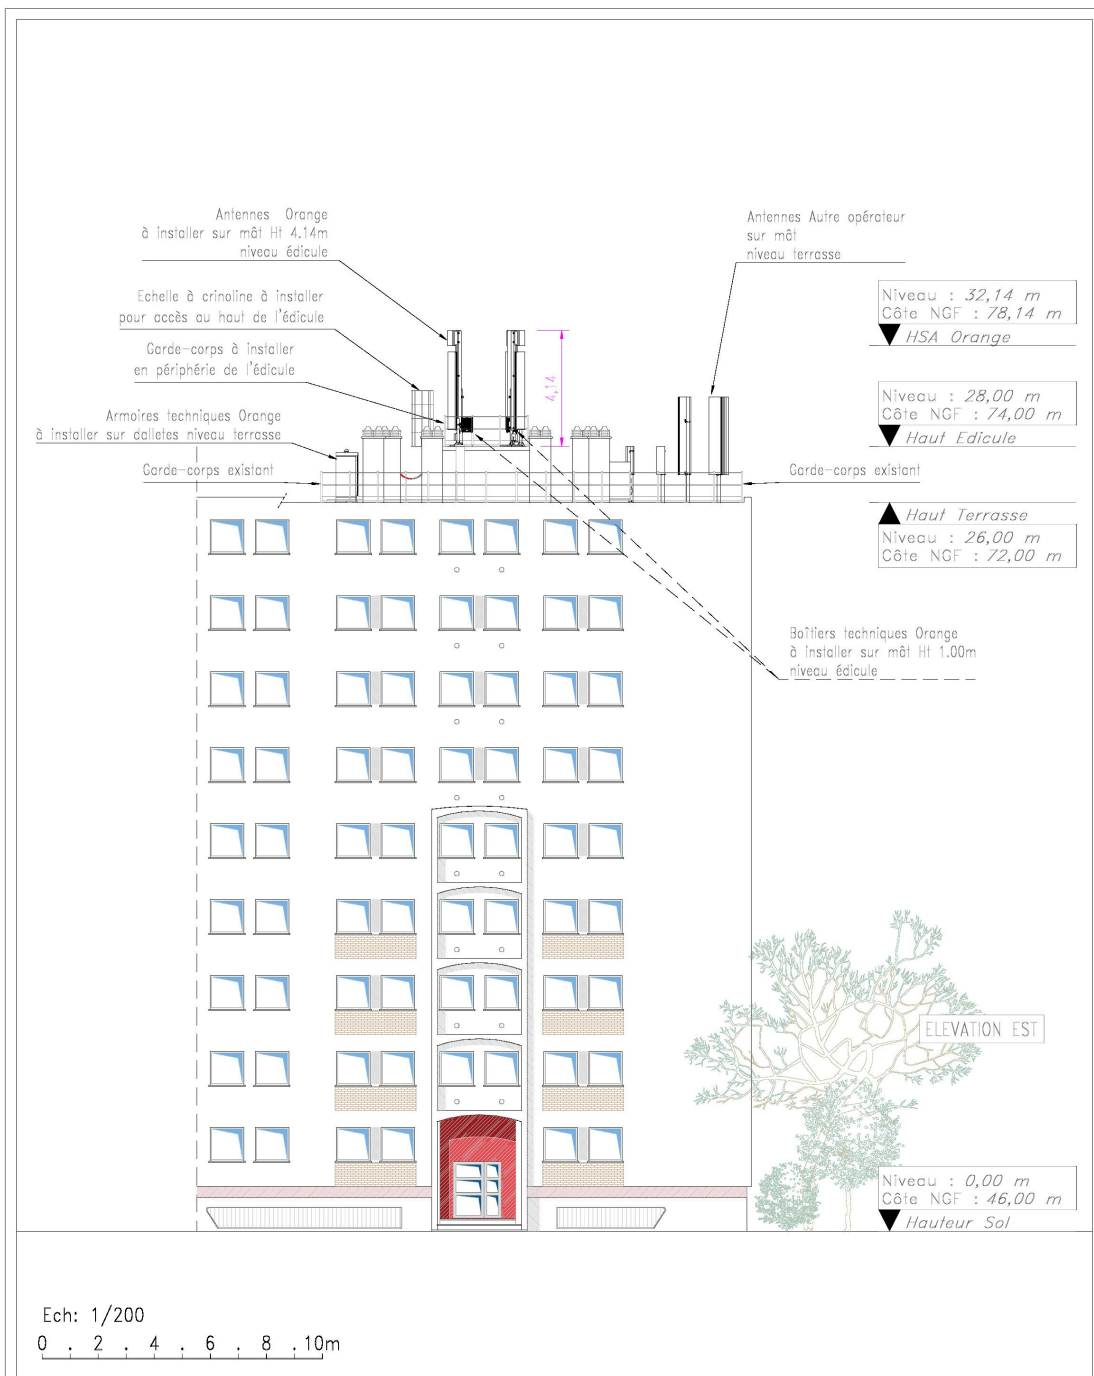 Antennes Orange
à installer sur mât Ht 4.14m
niveau édicule
Antennes Autre opérateur
sur mât
niveau terrasse
Echelle à crinoline à installer
pour accès au haut de l'édicule
Garde-corps à installer
en périphérie de l'édicule
Armoires techniques Orange
à installer sur dalletes niveau terrasse
Garde-corps existant
4,14
Garde-corps existant
Niveau : 32,14 m
Côte NGF : 78,14 m
HSA Orange
Niveau : 28,00 m
Côte NGF : 74,00 m
Haut Edicule
Haut Terrasse
Niveau : 26,00 m
Côte NGF : 72,00 m
Boîtiers techniques Orange
à installer sur mât Ht 1.00m
niveau édicule
ELEVATION EST
Niveau : 0,00 m
Côte NGF : 46,00 m
Hauteur Sol
Ech: 1/200
0 . 2 . 4 . 6 . 8 . 10m